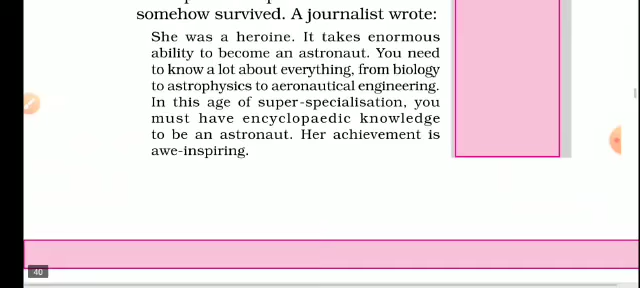 somehow survived. A journalist wrote:
She was a heroine. It takes enormous
ability to become an astronaut. You need
to know a lot about everything, from biology
to astrophysics to aeronautical engineering.
In this age of super-specialisation, you
must have encyclopaedic knowledge
to be an astronaut. Her achievement is
awe-inspiring.
40